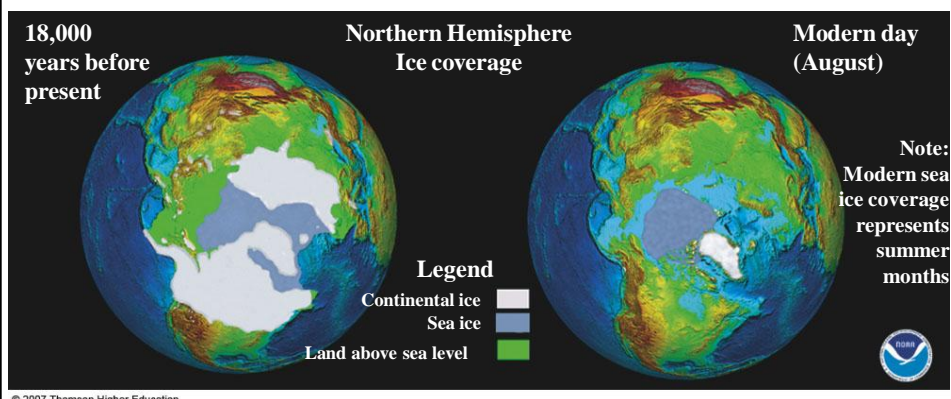 18,000
years before
present
Northern Hemisphere
Ice coverage
Modern day
(August)
Note:
Modern sea
ice coverage
represents
summer
months
Legend
Continental ice
Sea ice
Land above sea level
NOAA
© 2007 Thomson Higher Education